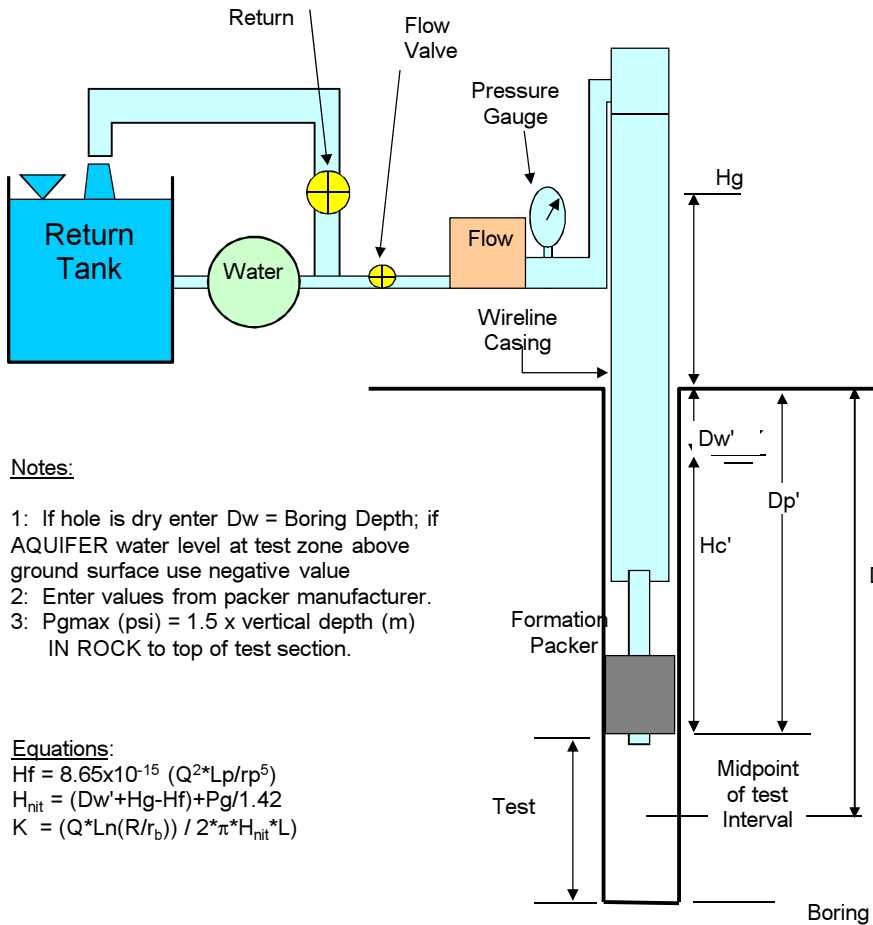 Return
Flow
Valve
Pressure
Gauge
Hg
Return
Tank
Water
Flow
Wireline
Casing
Dw'
Dp'
Hc'
Notes:
1: If hole is dry enter Dw = Boring Depth; if
AQUIFER water level at test zone above
ground surface use negative value
2: Enter values from packer manufacturer.
3: Pgmax (psi) = 1.5 x vertical depth (m)
IN ROCK to top of test section.
Formation
Packer
Equations:
Hf = 8.65x10⁻¹⁵ (Q²*Lp/rp⁵)
Hₙᵢₜ = (Dw'+Hg-Hf)+Pg/1.42
K = (Q*Ln(R/r_b)) / 2*π*Hₙᵢₜ*L)
Test
Midpoint
of test
Interval
Boring